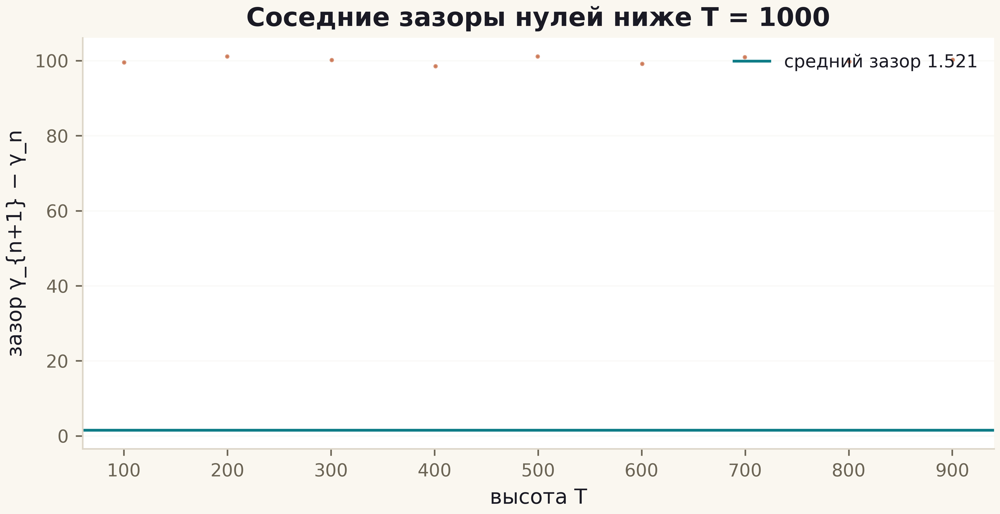 Соседние зазоры нулей ниже T = 1000
средний зазор 1.521
зазор γ_{n+1} − γ_n
100
80
60
40
20
0
100 200 300 400 500 600 700 800 900
высота T